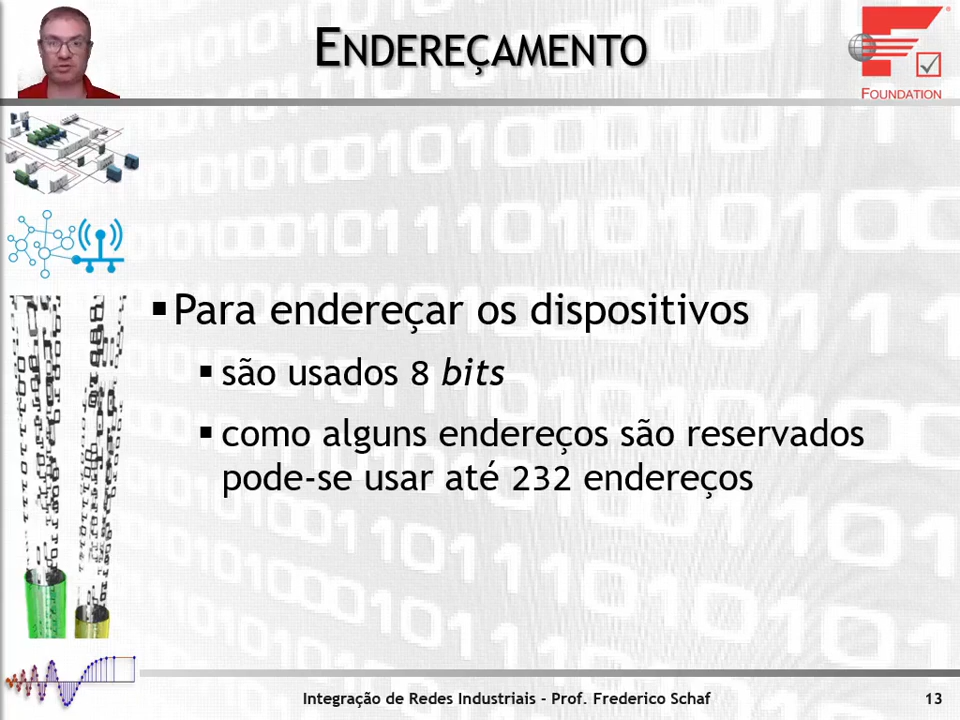 ENDEREÇAMENTO
FOUNDATION
Para endereçar os dispositivos
são usados 8 bits
como alguns endereços são reservados
pode-se usar até 232 endereços
Integração de Redes Industriais - Prof. Frederico Schaf
13